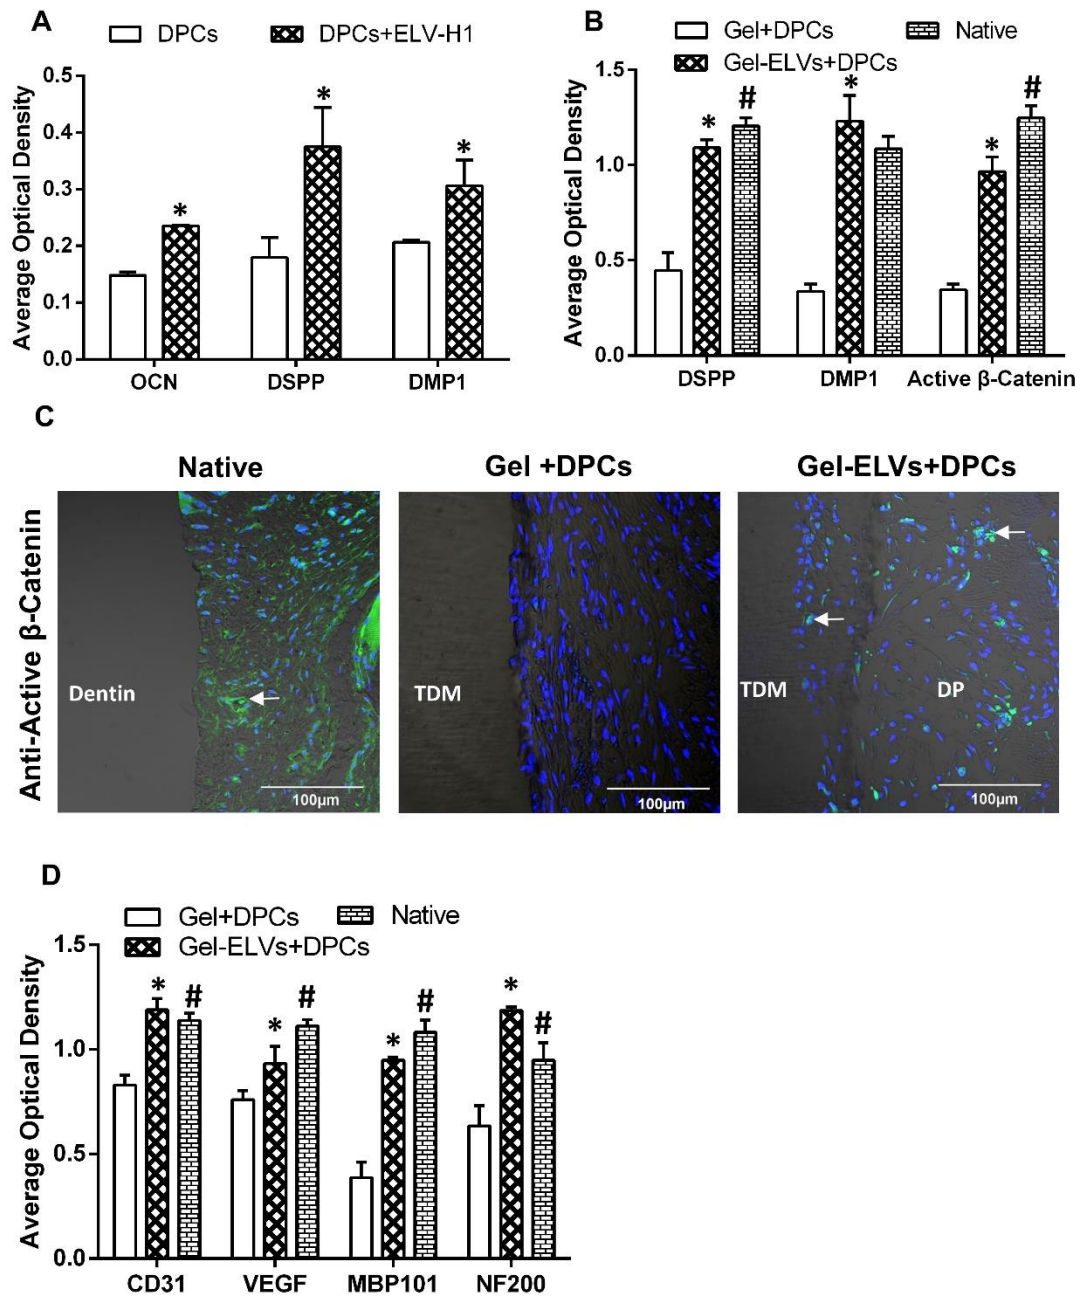 A
DPCs DPCs+ELV-H1
Average Optical Density
0.5
0.4
0.3
0.2
0.1
0.0
* * *
OCN DSPP DMP1
B
Gel+DPCs Native
Gel-ELVs+DPCs
Average Optical Density
1.5
1.0
0.5
0.0
* # * * #
DSPP DMP1 Active β-Catenin
C
Native Gel +DPCs Gel-ELVs+DPCs
Anti-Active β-Catenin
Dentin
100µm
TDM
100µm
TDM DP
100µm
D
Gel+DPCs Native
Gel-ELVs+DPCs
Average Optical Density
1.5
1.0
0.5
0.0
* # * # * # * #
CD31 VEGF MBP101 NF200